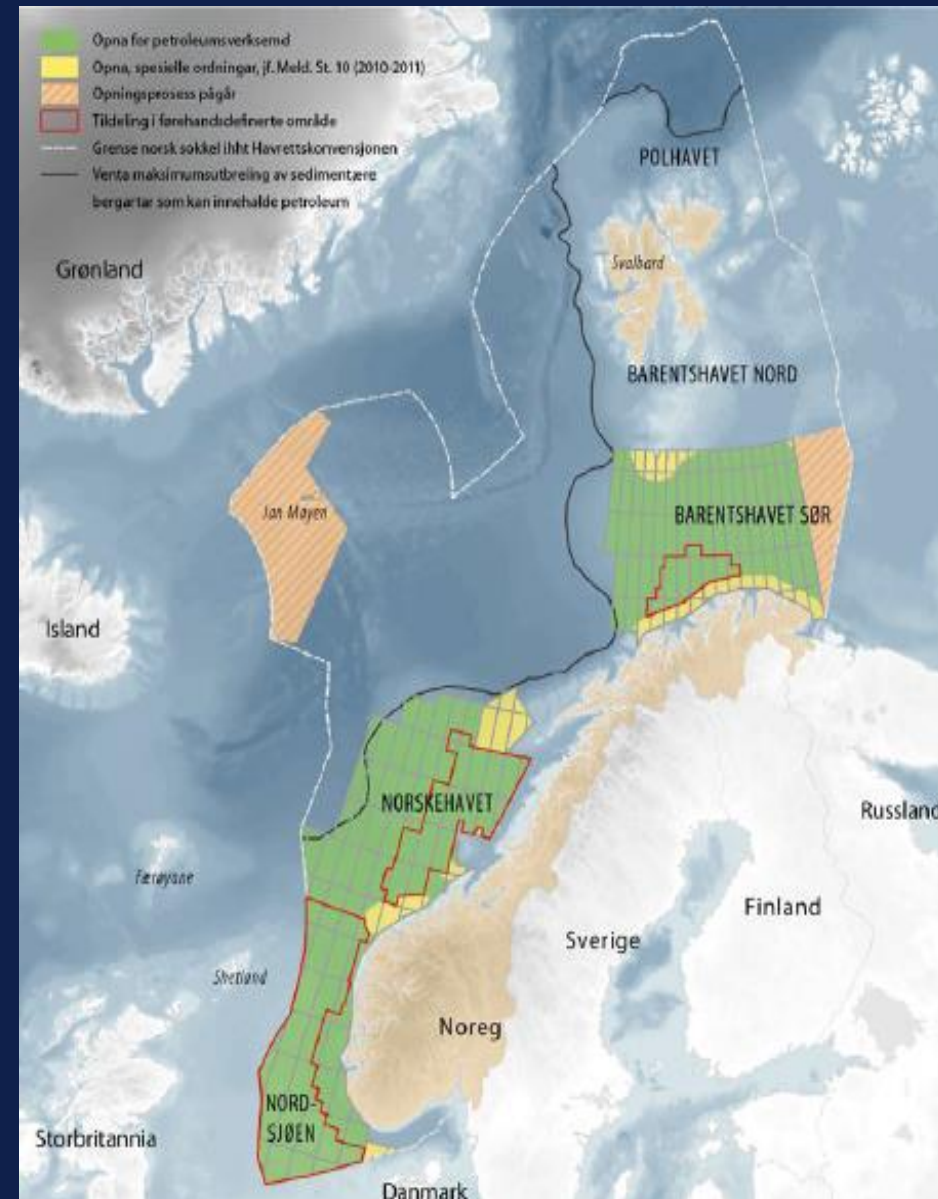 Opna for petroleumsverksemd
Opna, spesielle ordningar, jf. Meld. St. 10 (2010-2011)
Opningsprosess pågår
Tildeling i førehandsdefinerte område
Grense norsk sokkel ihht Havrettskonvensjonen
Venta maksimumsutbreiing av sedimentære
bergartar som kan innehalde petroleum
POLHAVET
Grønland
Svalbard
BARENTSHAVET NORD
Jan Mayen
BARENTSHAVET SØR
Island
NORSKEHAVET
Russland
Færøyane
Finland
Sverige
Shetland
Noreg
NORD-
SJØEN
Storbritannia
Danmark